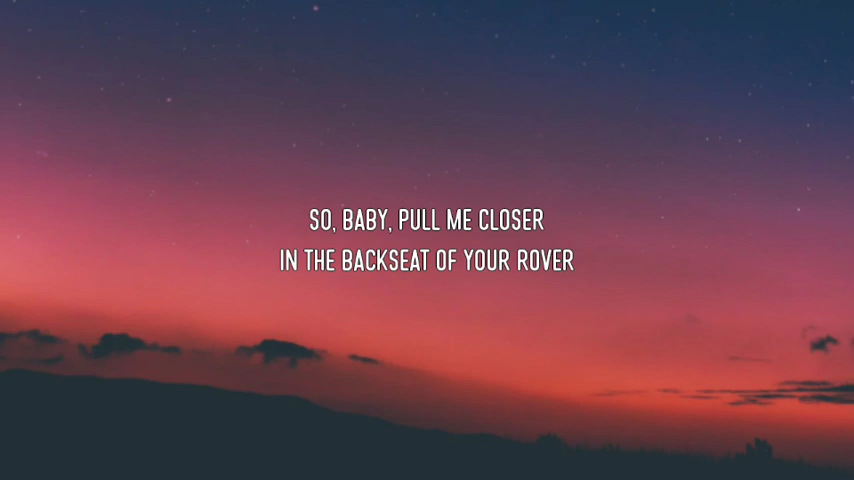 SO, BABY, PULL ME CLOSER
IN THE BACKSEAT OF YOUR ROVER